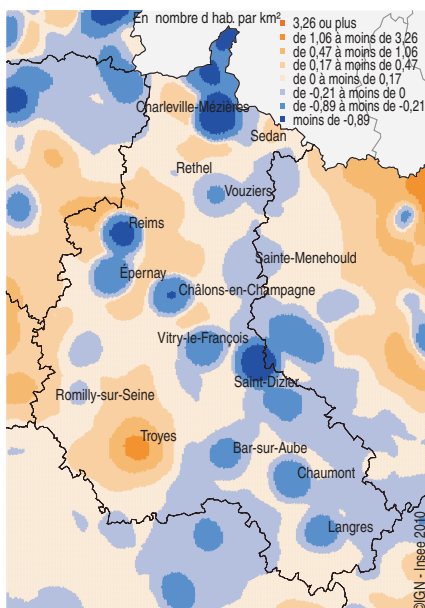 En nombre d hab. par km²
3,26 ou plus
de 1,06 à moins de 3,26
de 0,47 à moins de 1,06
de 0,17 à moins de 0,47
de 0 à moins de 0,17
de -0,21 à moins de 0
de -0,89 à moins de -0,21
moins de -0,89
Charleville-Mézières
Sedan
Rethel
Vouziers
Reims
Sainte-Menehould
Épernay
Châlons-en-Champagne
Vitry-le-François
Saint-Dizier
Romilly-sur-Seine
Troyes
Bar-sur-Aube
Chaumont
Langres
©IGN - Insee 2010